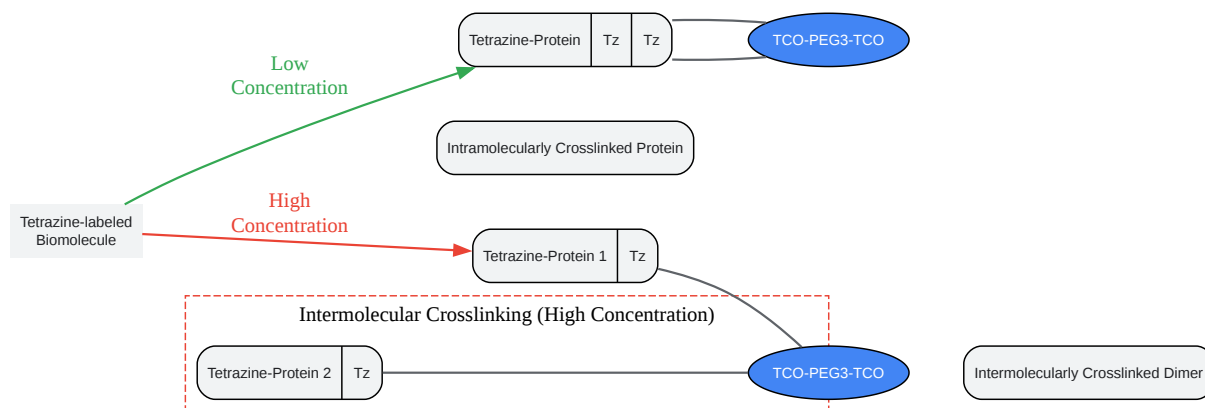 Tetrazine-Protein
Tz
Tz
TCO-PEG3-TCO
Low
Concentration
Intramolecularly Crosslinked Protein
Tetrazine-labeled
Biomolecule
High
Concentration
Tetrazine-Protein 1
Tz
Intermolecular Crosslinking (High Concentration)
Tetrazine-Protein 2
Tz
TCO-PEG3-TCO
Intermolecularly Crosslinked Dimer